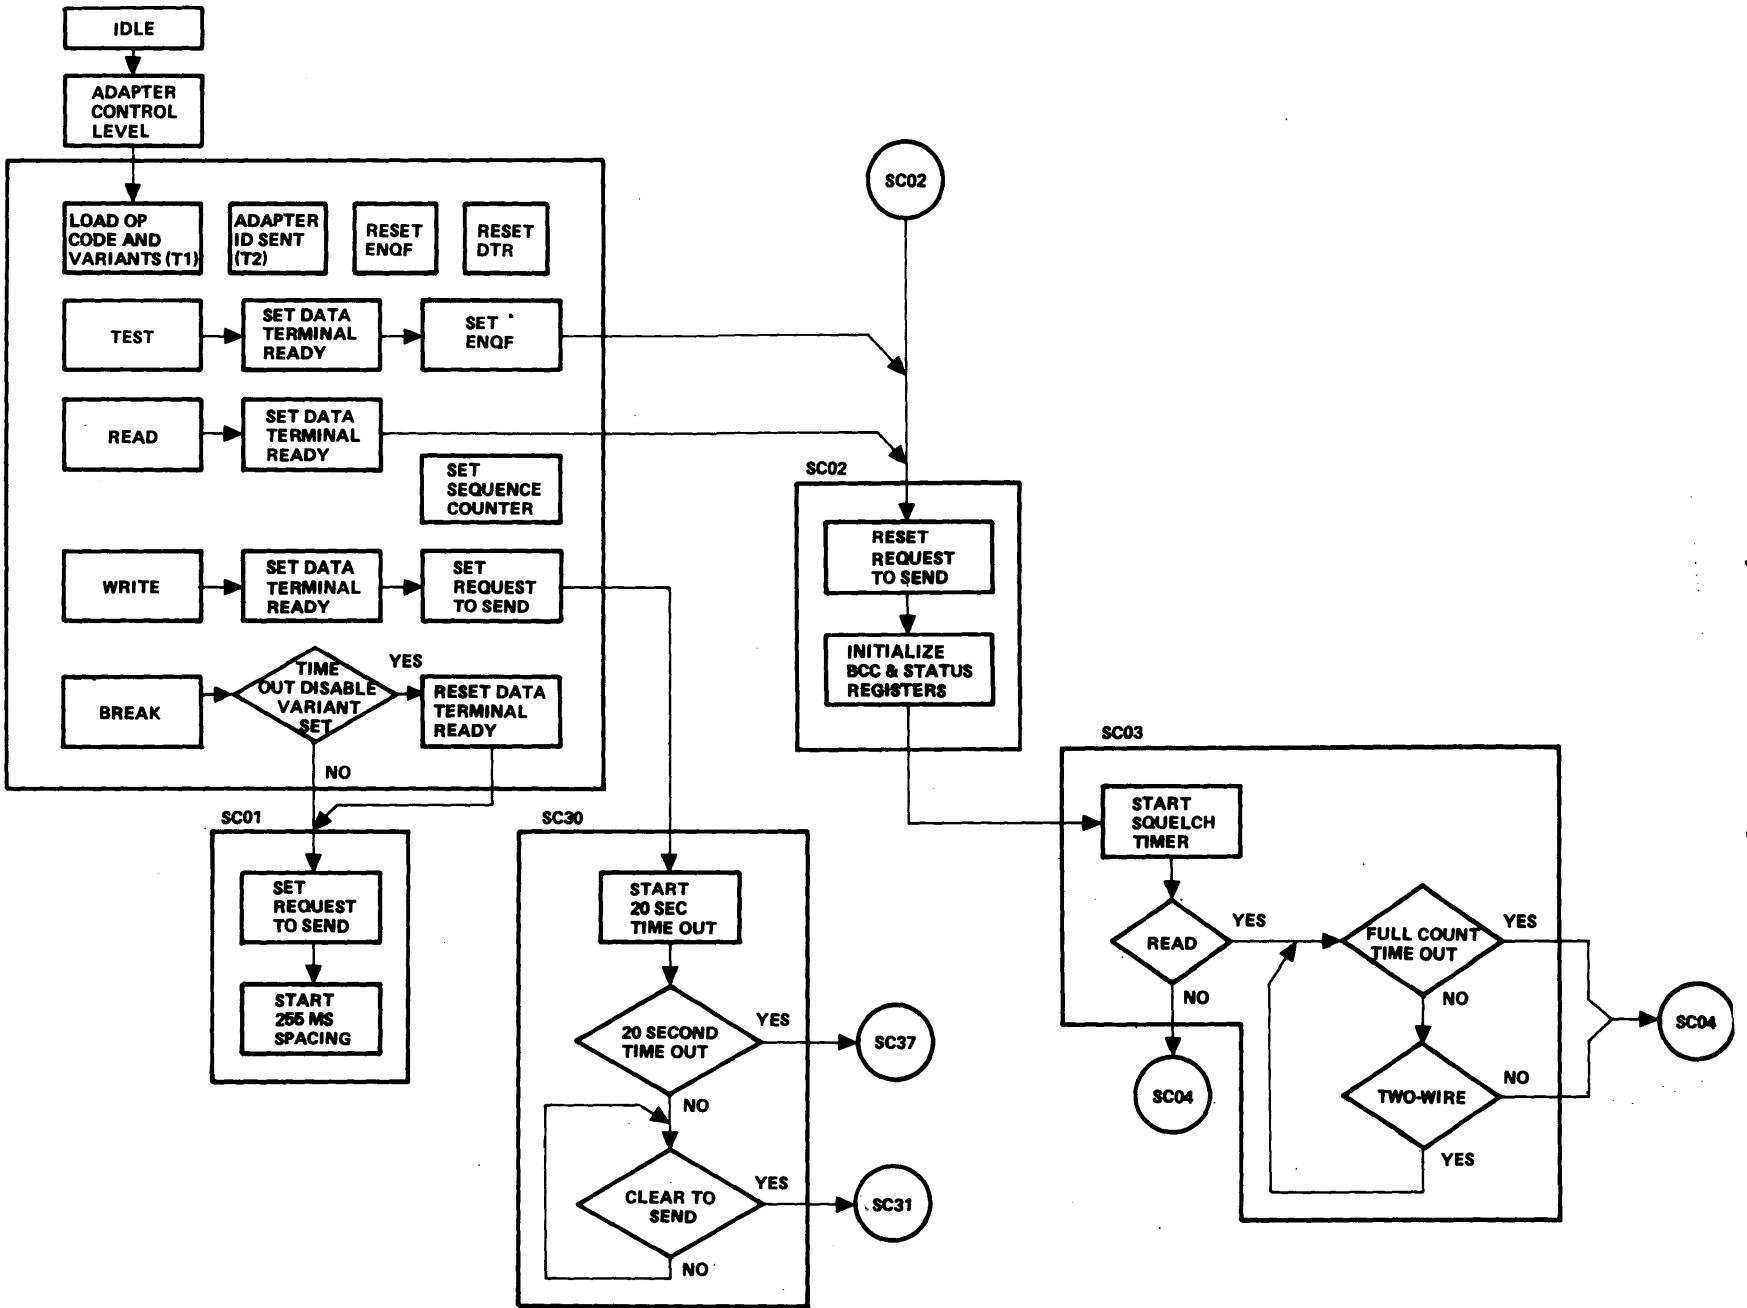 IDLE
ADAPTER
CONTROL
LEVEL
LOAD OP
CODE AND
VARIANTS (T1)
ADAPTER
ID SENT
(T2)
RESET
ENQF
RESET
DTR
TEST
SET DATA
TERMINAL
READY
SET
ENQF
READ
SET DATA
TERMINAL
READY
SET
SEQUENCE
COUNTER
WRITE
SET DATA
TERMINAL
READY
SET
REQUEST
TO SEND
BREAK
TIME
OUT DISABLE
VARIANT
SET
YES
RESET DATA
TERMINAL
READY
NO
SC01
SET
REQUEST
TO SEND
START
255 MS
SPACING
SC30
START
20 SEC
TIME OUT
20 SECOND
TIME OUT
YES
SC37
NO
CLEAR TO
SEND
YES
SC31
NO
SC02
SC02
RESET
REQUEST
TO SEND
INITIALIZE
BCC & STATUS
REGISTERS
SC03
START
SQUELCH
TIMER
READ
YES
NO
SC04
FULL COUNT
TIME OUT
YES
NO
TWO-WIRE
NO
YES
SC04